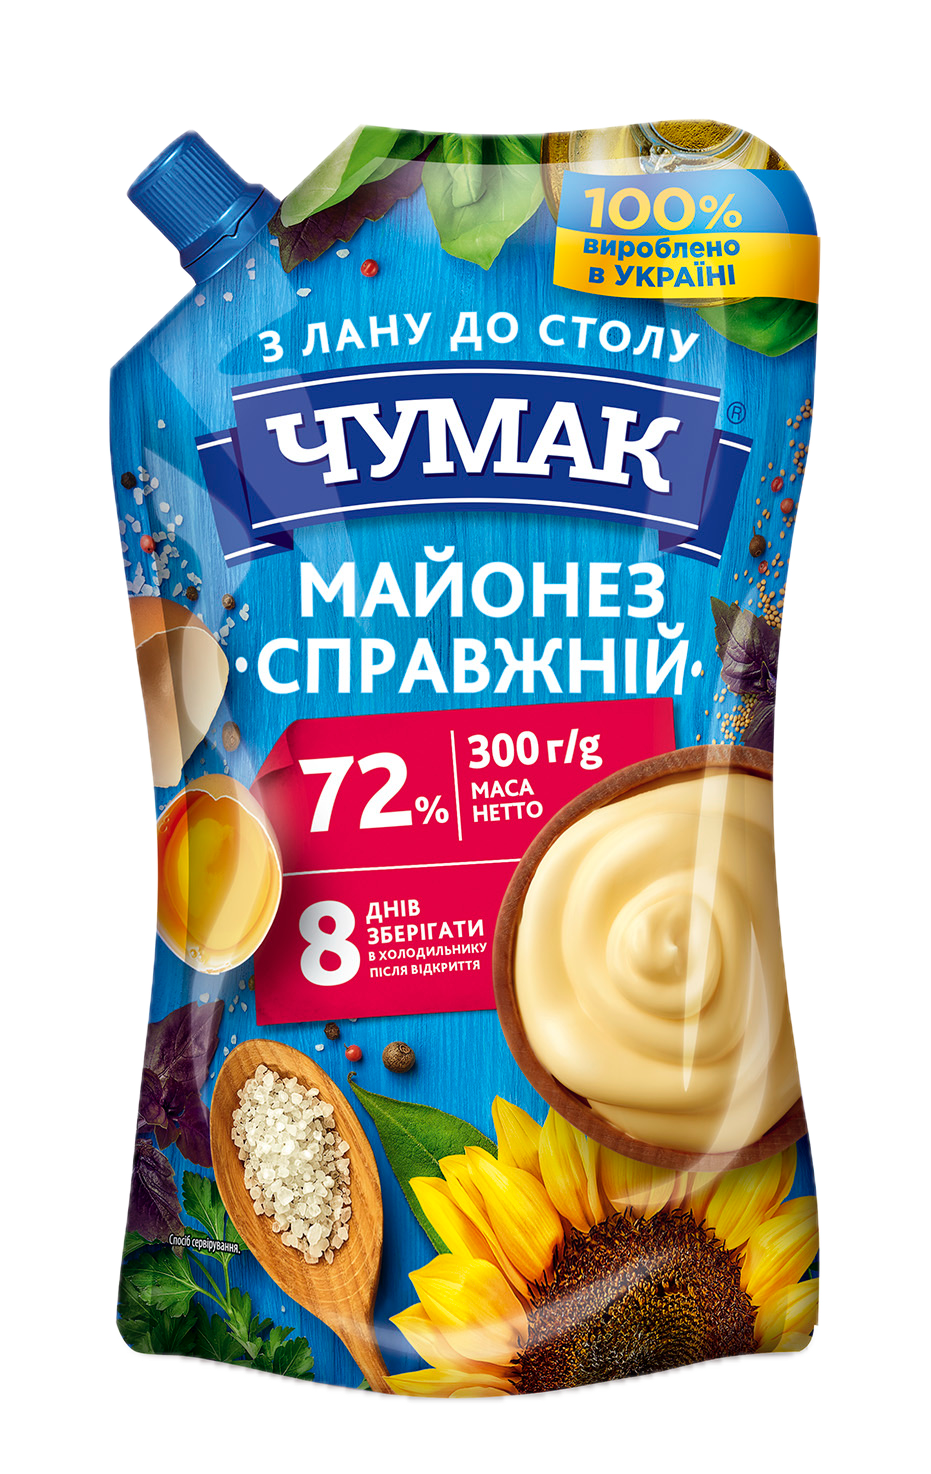 100%
вироблено
в УКРАЇНІ
З ЛАНУ ДО СТОЛУ
ЧУМАК ®
МАЙОНЕЗ
•СПРАВЖНІЙ•
72%
300 г/g
МАСА
НЕТТО
8
ДНІВ
ЗБЕРІГАТИ
В ХОЛОДИЛЬНИКУ
ПІСЛЯ ВІДКРИТТЯ
Спосіб сервірування.